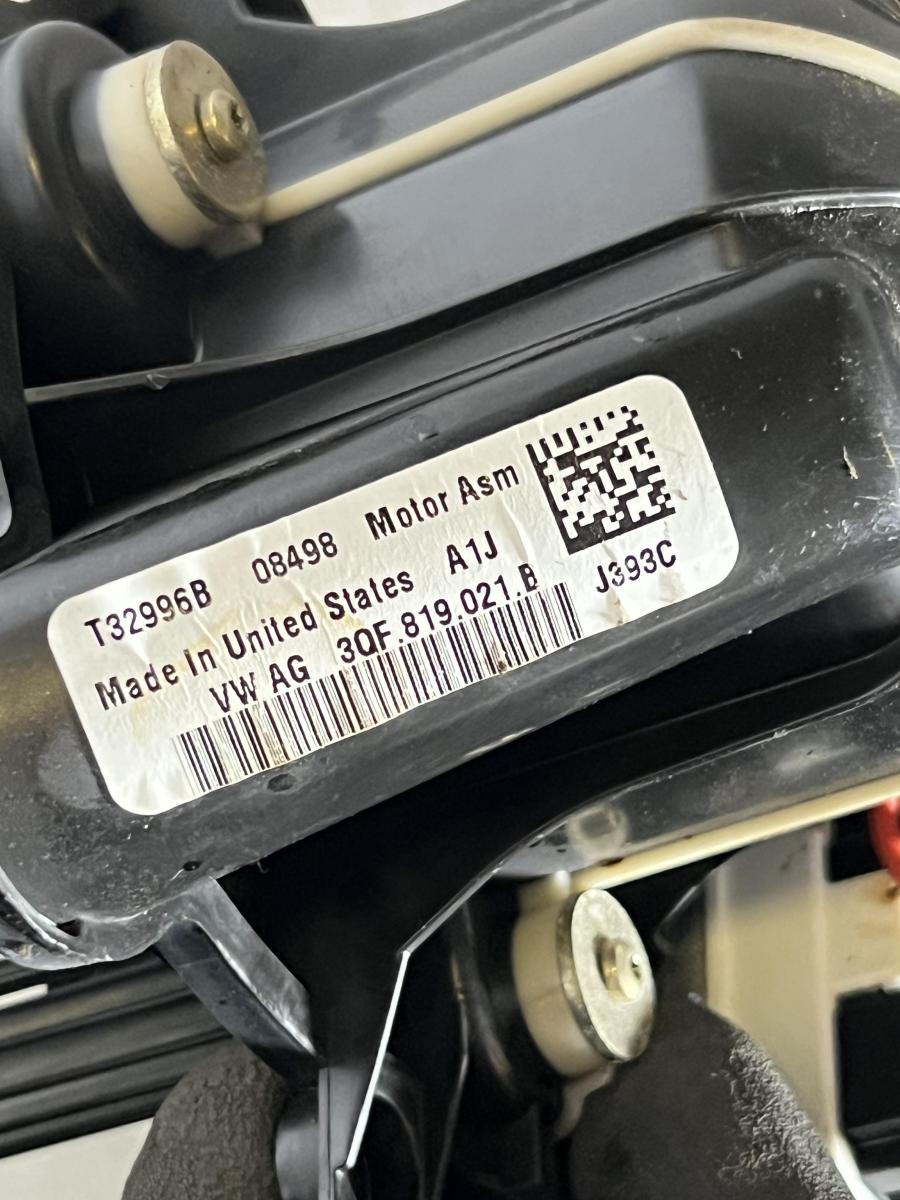 T32996B 08498 Motor Asm
Made In United States A1J
VW AG 3QF.819.021.B J393C